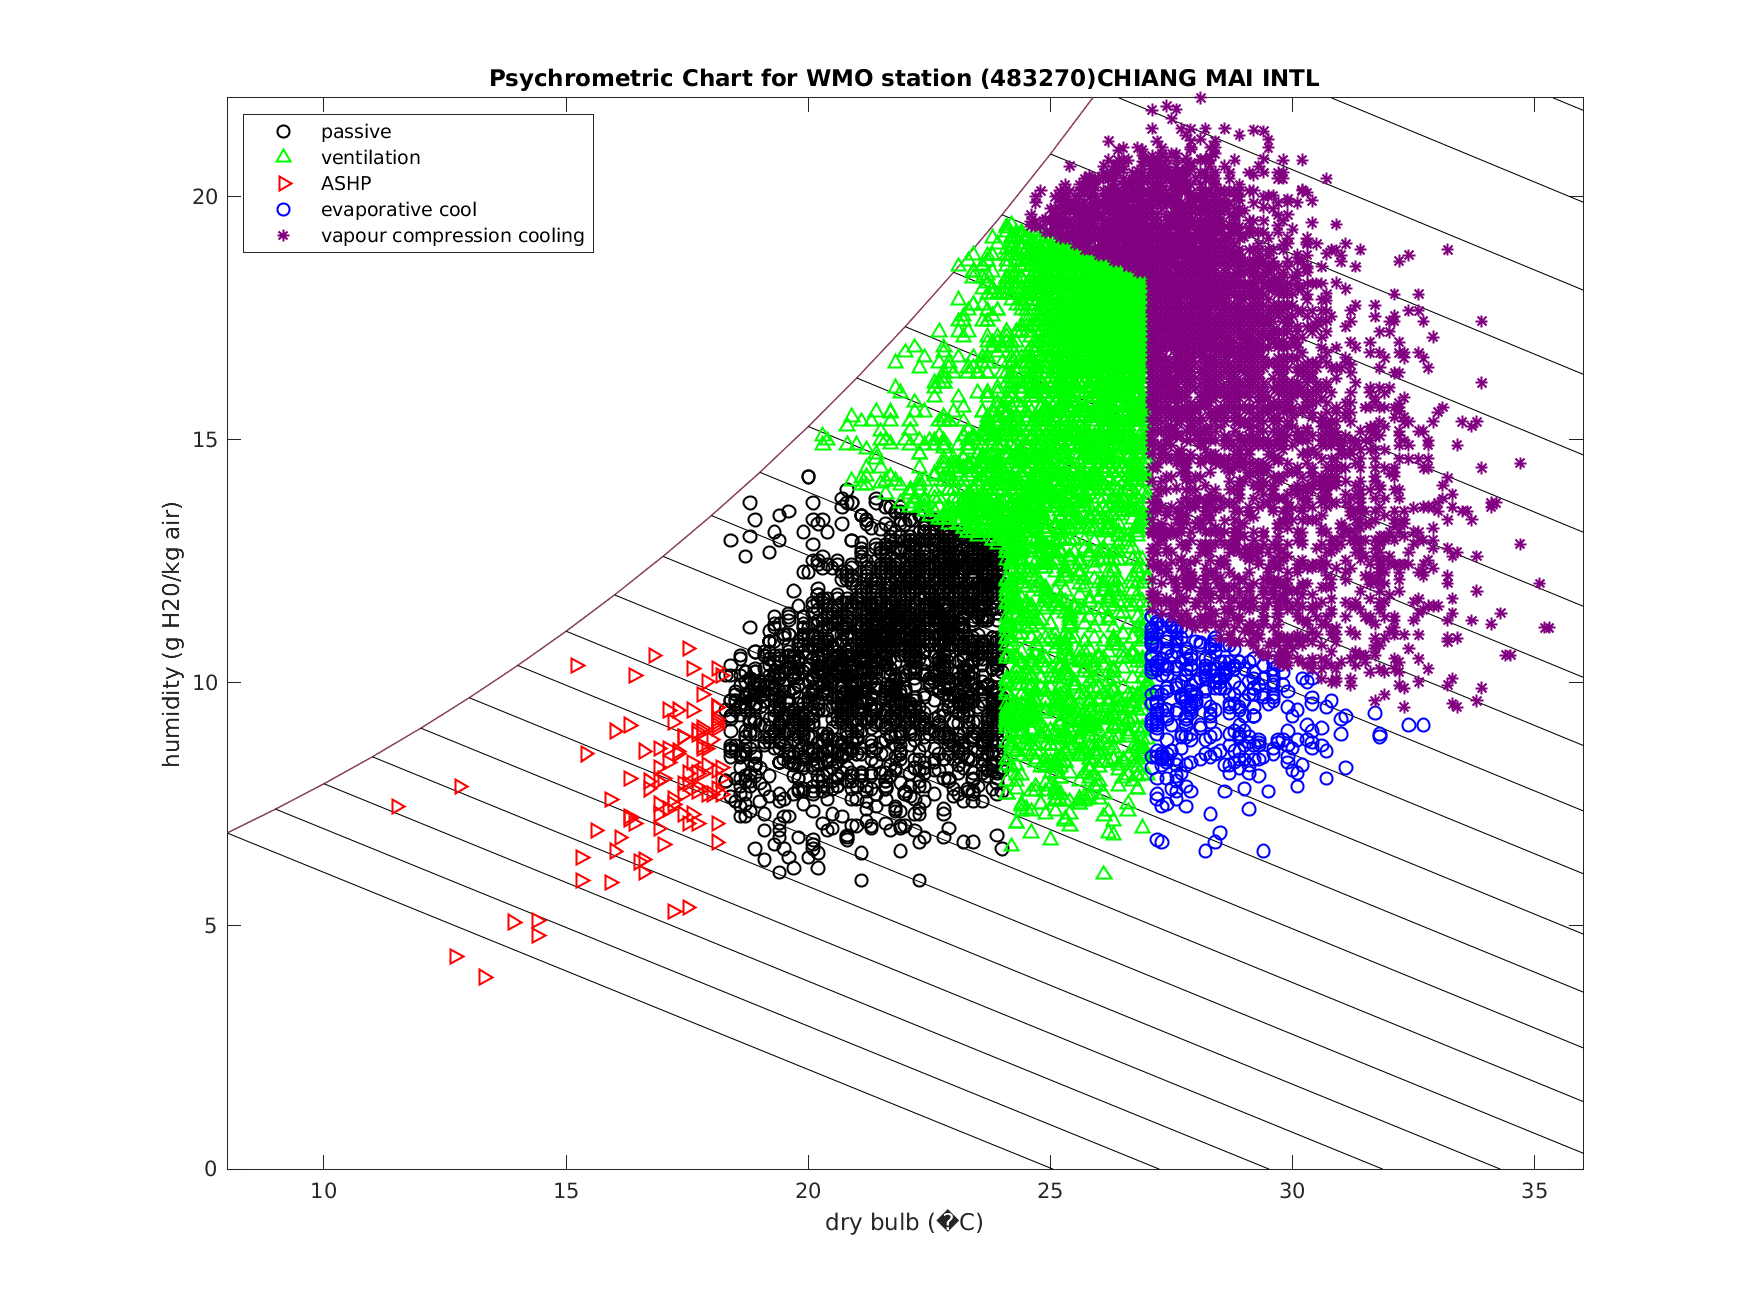 Psychrometric Chart for WMO station (483270)CHIANG MAI INTL
passive
ventilation
ASHP
evaporative cool
vapour compression cooling
humidity (g H20/kg air)
20
15
10
5
0
10 15 20 25 30 35
dry bulb (�C)